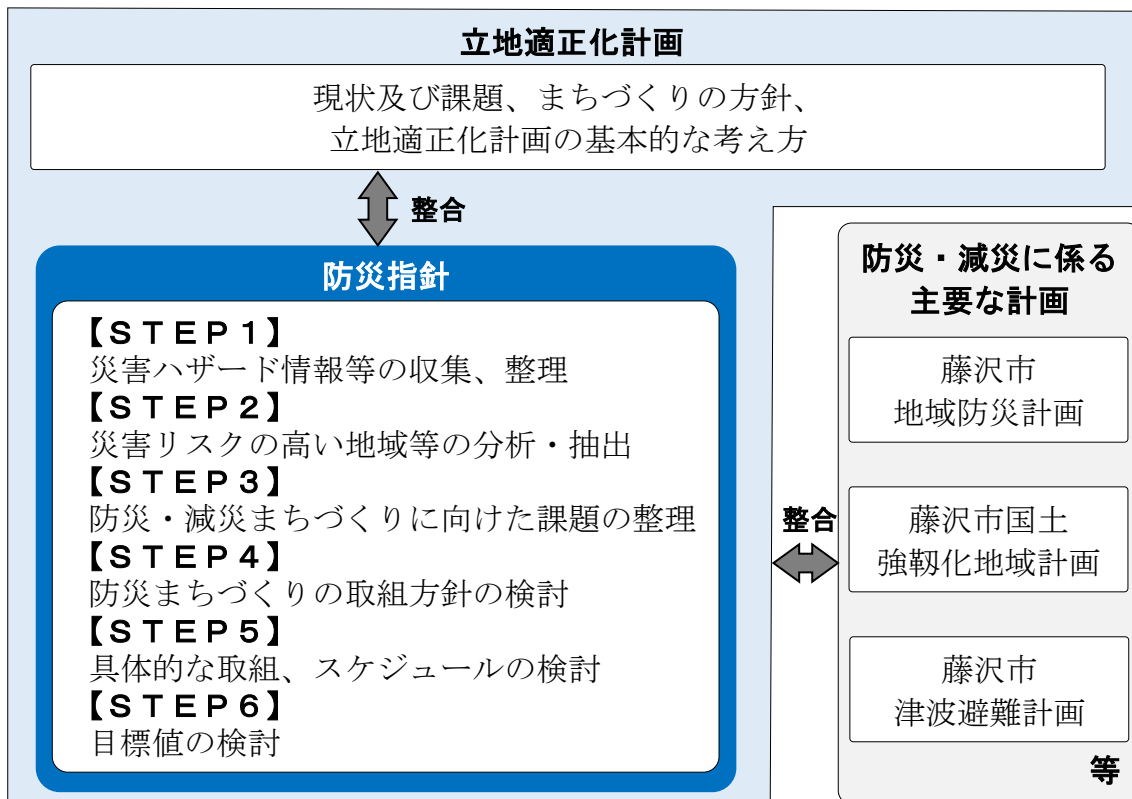 立地適正化計画
現状及び課題、まちづくりの方針、
立地適正化計画の基本的な考え方
整合
防災指針
【ＳＴＥＰ１】
災害ハザード情報等の収集、整理
【ＳＴＥＰ２】
災害リスクの高い地域等の分析・抽出
【ＳＴＥＰ３】
防災・減災まちづくりに向けた課題の整理
【ＳＴＥＰ４】
防災まちづくりの取組方針の検討
【ＳＴＥＰ５】
具体的な取組、スケジュールの検討
【ＳＴＥＰ６】
目標値の検討
整合
防災・減災に係る
主要な計画
藤沢市
地域防災計画
藤沢市国土
強靱化地域計画
藤沢市
津波避難計画
等